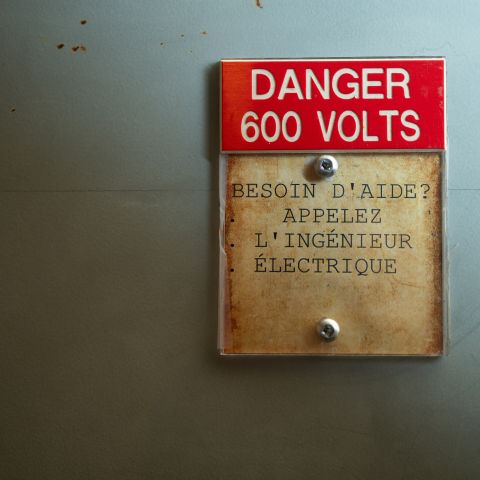 DANGER
600 VOLTS
BESOIN D'AIDE?
. APPELEZ
. L'INGÉNIEUR
. ÉLECTRIQUE